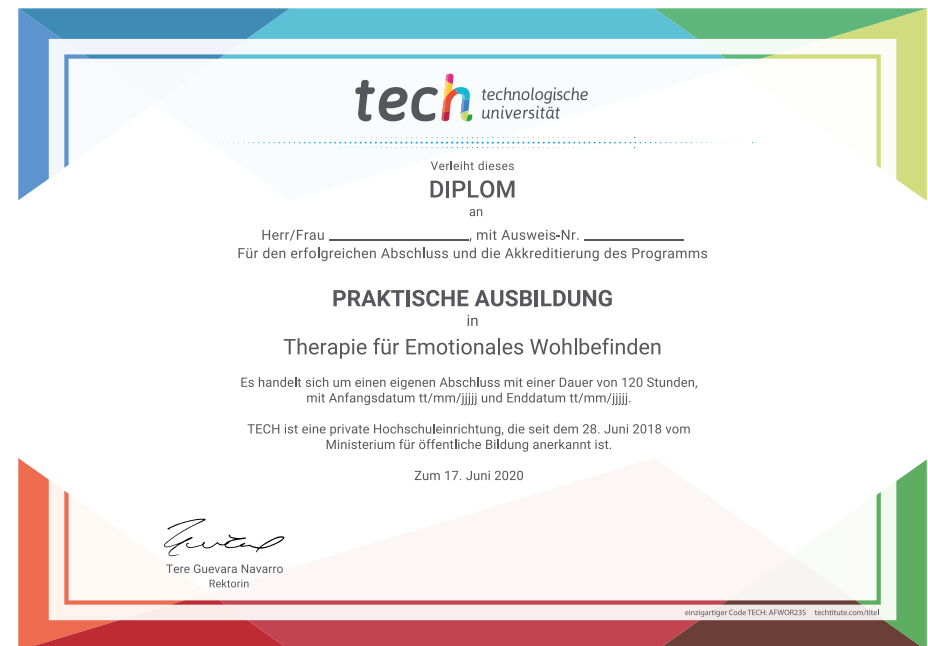 tech technologische
universität
Verleiht dieses
DIPLOM
an
Herr/Frau ____________________, mit Ausweis-Nr. ______________
Für den erfolgreichen Abschluss und die Akkreditierung des Programms
PRAKTISCHE AUSBILDUNG
in
Therapie für Emotionales Wohlbefinden
Es handelt sich um einen eigenen Abschluss mit einer Dauer von 120 Stunden,
mit Anfangsdatum tt/mm/jjjjj und Enddatum tt/mm/jjjjj.
TECH ist eine private Hochschuleinrichtung, die seit dem 28. Juni 2018 vom
Ministerium für öffentliche Bildung anerkannt ist.
Zum 17. Juni 2020
Tere Guevara Navarro
Rektorin
einzigartiger Code TECH: AFWOR23S techtitute.com/titel